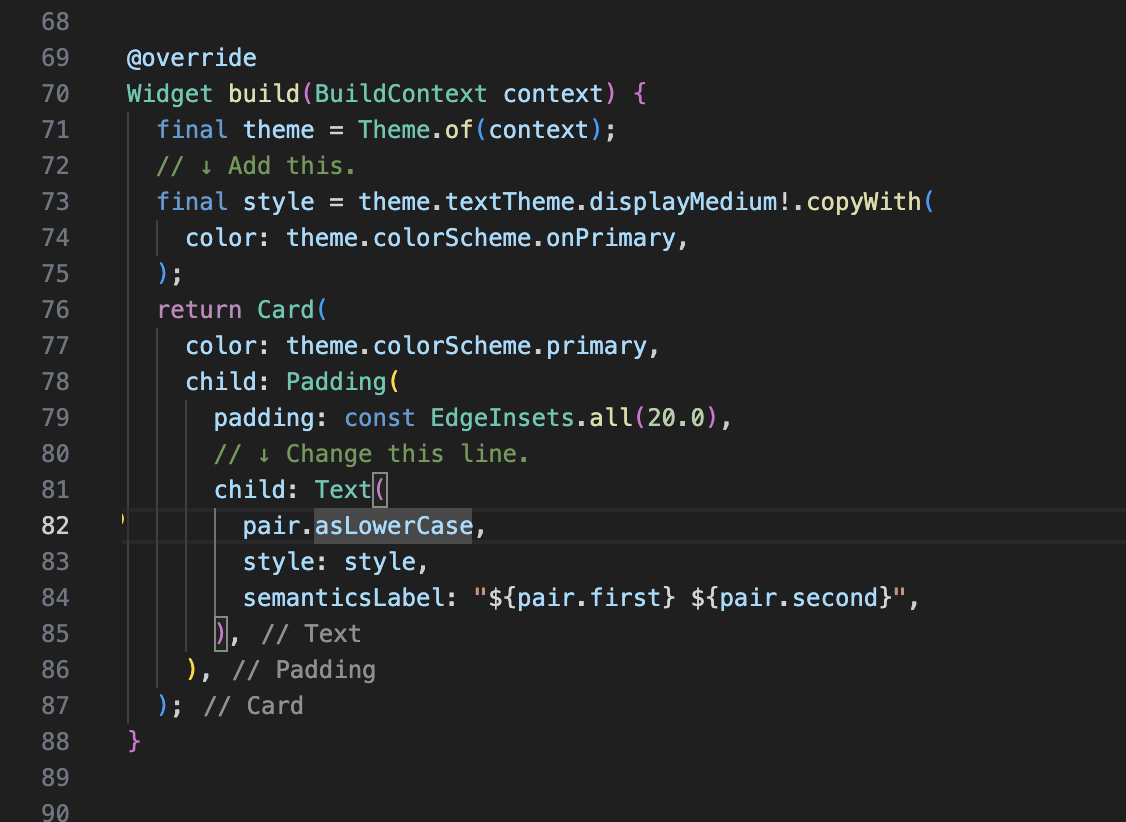 68
69 @override
70 Widget build(BuildContext context) {
71 final theme = Theme.of(context);
72 // ↓ Add this.
73 final style = theme.textTheme.displayMedium!.copyWith(
74 color: theme.colorScheme.onPrimary,
75 );
76 return Card(
77 color: theme.colorScheme.primary,
78 child: Padding(
79 padding: const EdgeInsets.all(20.0),
80 // ↓ Change this line.
81 child: Text(
82 pair.asLowerCase,
83 style: style,
84 semanticsLabel: "${pair.first} ${pair.second}",
85 ), // Text
86 ), // Padding
87 ); // Card
88 }
89
90